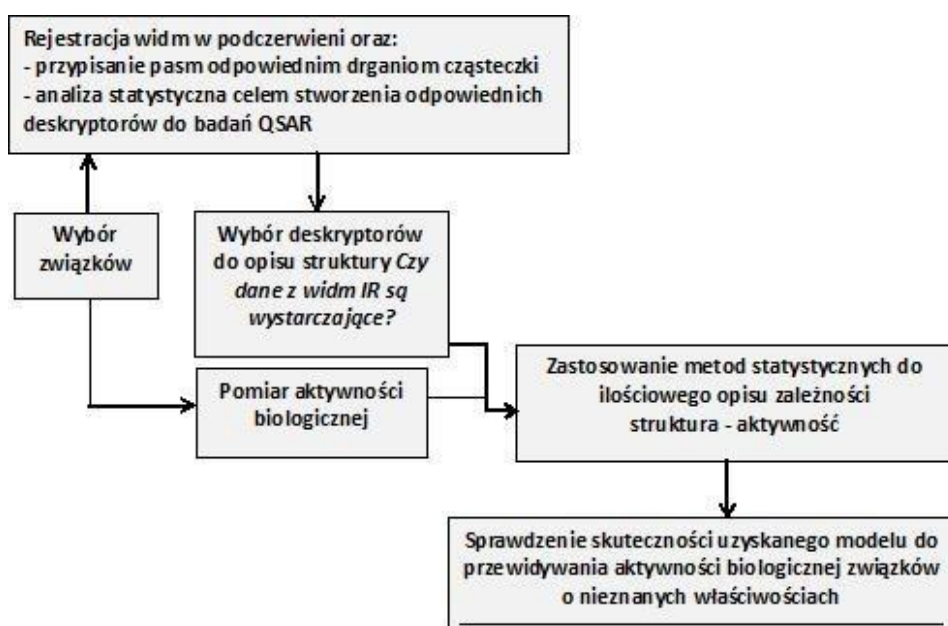 Rejestracja widm w podczerwieni oraz:
- przypisanie pasm odpowiednim drganiom cząsteczki
- analiza statystyczna celem stworzenia odpowiednich
deskryptorów do badań QSAR
Wybór
związków
Wybór deskryptorów
do opisu struktury Czy
dane z widm IR są
wystarczające?
Pomiar aktywności
biologicznej
Zastosowanie metod statystycznych do
ilościowego opisu zależności
struktura - aktywność
Sprawdzenie skuteczności uzyskanego modelu do
przewidywania aktywności biologicznej związków
o nieznanych właściwościach